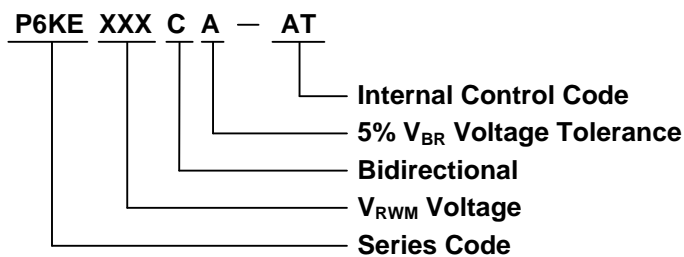 P6KE XXX C A — AT
Internal Control Code
5% VBR Voltage Tolerance
Bidirectional
VRWM Voltage
Series Code